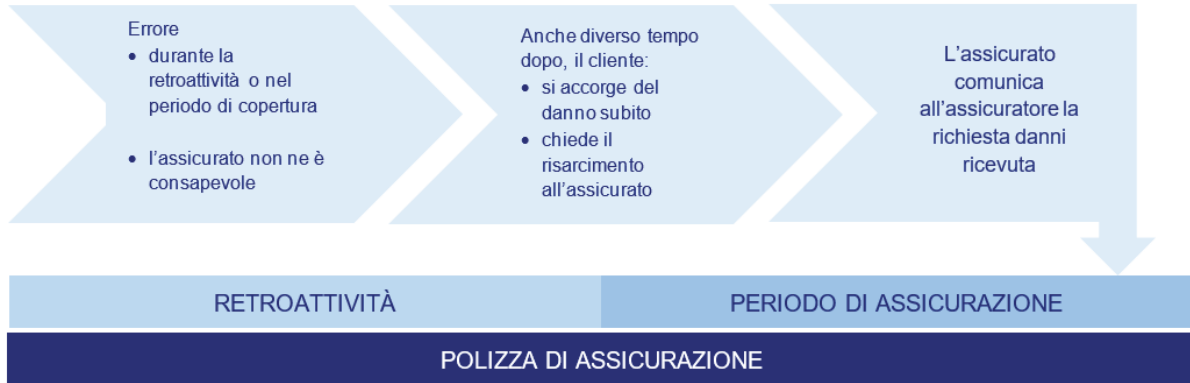 Errore
• durante la
retroattività o nel
periodo di copertura
• l'assicurato non ne è
consapevole
Anche diverso tempo
dopo, il cliente:
• si accorge del
danno subito
• chiede il
risarcimento
all'assicurato
L'assicurato
comunica
all'assicuratore la
richiesta danni
ricevuta
RETROATTIVITÀ
PERIODO DI ASSICURAZIONE
POLIZZA DI ASSICURAZIONE